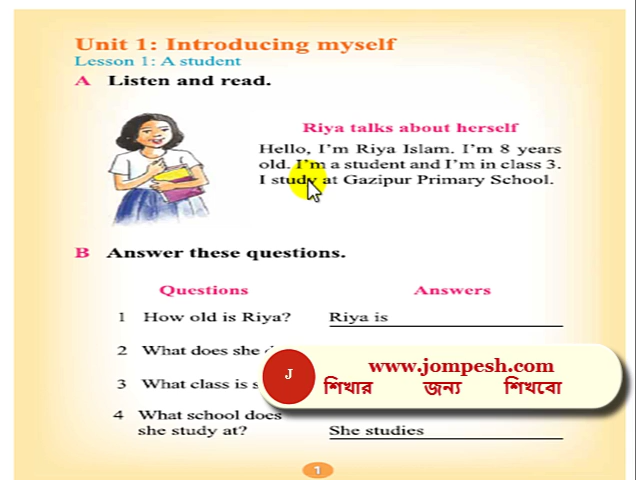 Unit 1: Introducing myself
Lesson 1: A student
A Listen and read.
Riya talks about herself
Hello, I'm Riya Islam. I'm 8 years
old. I'm a student and I'm in class 3.
I study at Gazipur Primary School.
B Answer these questions.
Questions Answers
1 How old is Riya? Riya is
2 What does she
3 What class is
4 What school does
she study at? She studies
J
www.jompesh.com
শিখার জন্য শিখবো
1